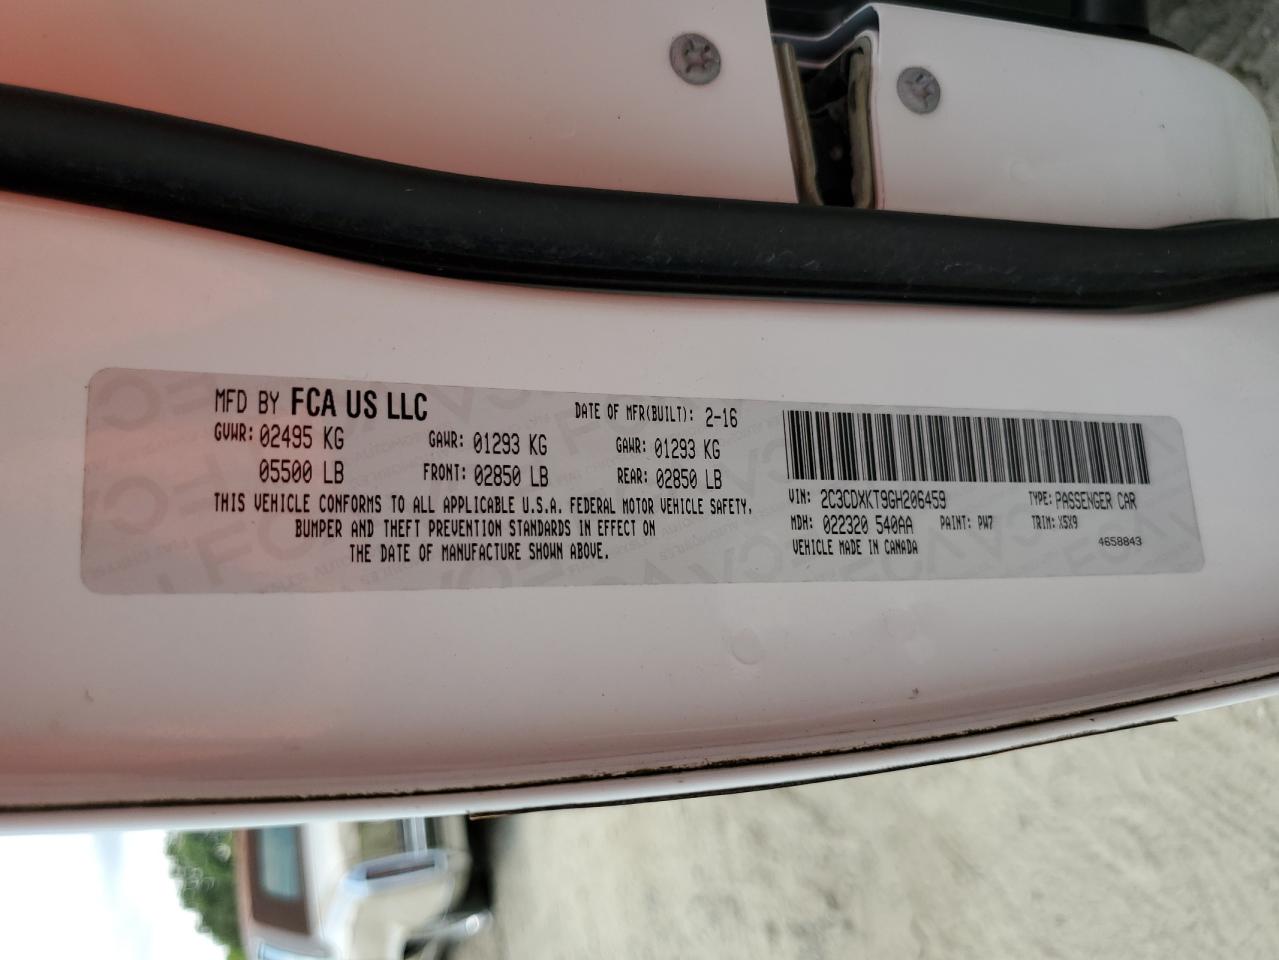 MFD BY FCA US LLC DATE OF MFR(BUILT): 2-16
GVWR: 02495 KG GAWR: 01293 KG GAWR: 01293 KG
05500 LB FRONT: 02850 LB REAR: 02850 LB
THIS VEHICLE CONFORMS TO ALL APPLICABLE U.S.A. FEDERAL MOTOR VEHICLE SAFETY,
BUMPER AND THEFT PREVENTION STANDARDS IN EFFECT ON
THE DATE OF MANUFACTURE SHOWN ABOVE.
VIN: 2C3CDXKT9GH206459 TYPE: PASSENGER CAR
MDH: 022320 540AA PAINT: PW7 TRIM: X5X9
VEHICLE MADE IN CANADA 4658843